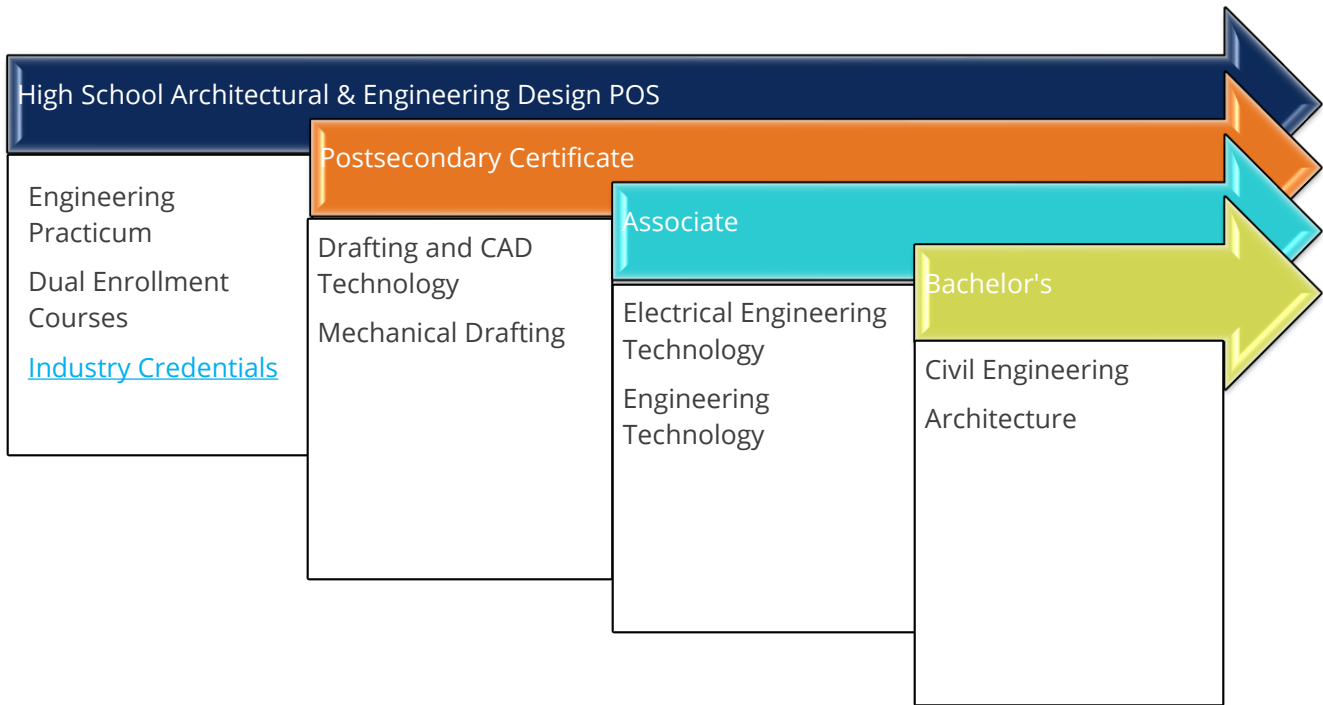 High School Architectural & Engineering Design POS
Engineering
Practicum
Dual Enrollment
Courses
Industry Credentials
Postsecondary Certificate
Drafting and CAD
Technology
Mechanical Drafting
Associate
Electrical Engineering
Technology
Engineering
Technology
Bachelor's
Civil Engineering
Architecture